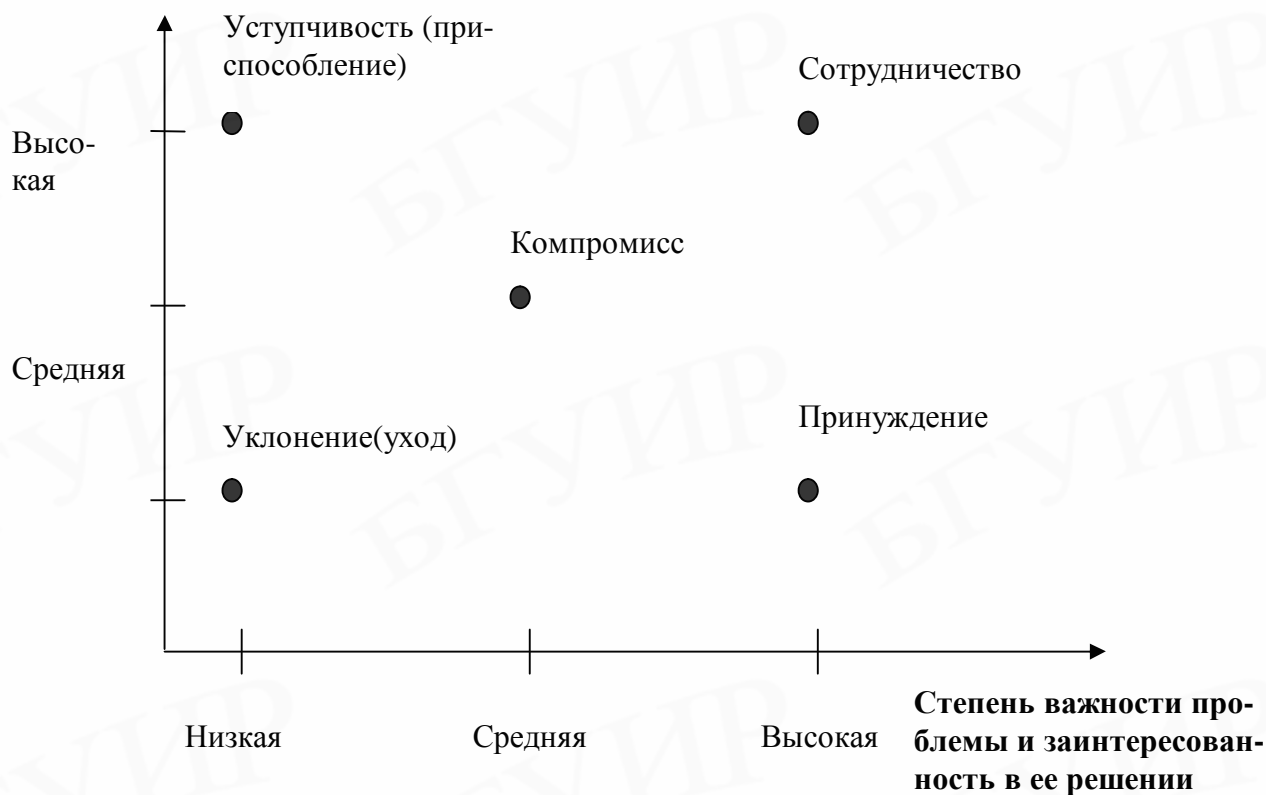 Уступчивость (при-
способление)
Сотрудничество
Высо-
кая
Компромисс
Средняя
Уклонение(уход)
Принуждение
Низкая
Средняя
Высокая
Степень важности про-
блемы и заинтересован-
ность в ее решении
БГУИР